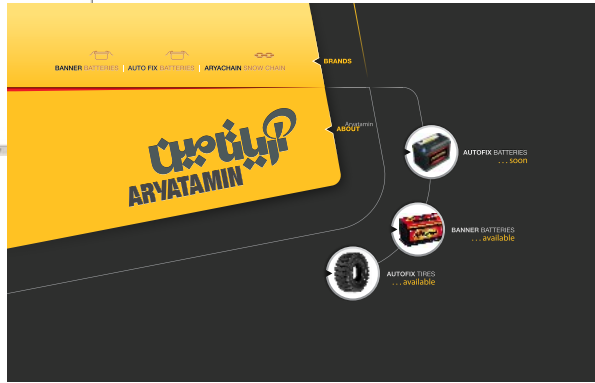 BANNER BATTERIES | AUTO FIX BATTERIES | ARYACHAIN SNOW CHAIN
BRANDS
ABOUT
Aryatamin
آریاتامین
ARYATAMIN
AUTOFIX BATTERIES
...soon
BANNER BATTERIES
...available
AUTOFIX TIRES
...available